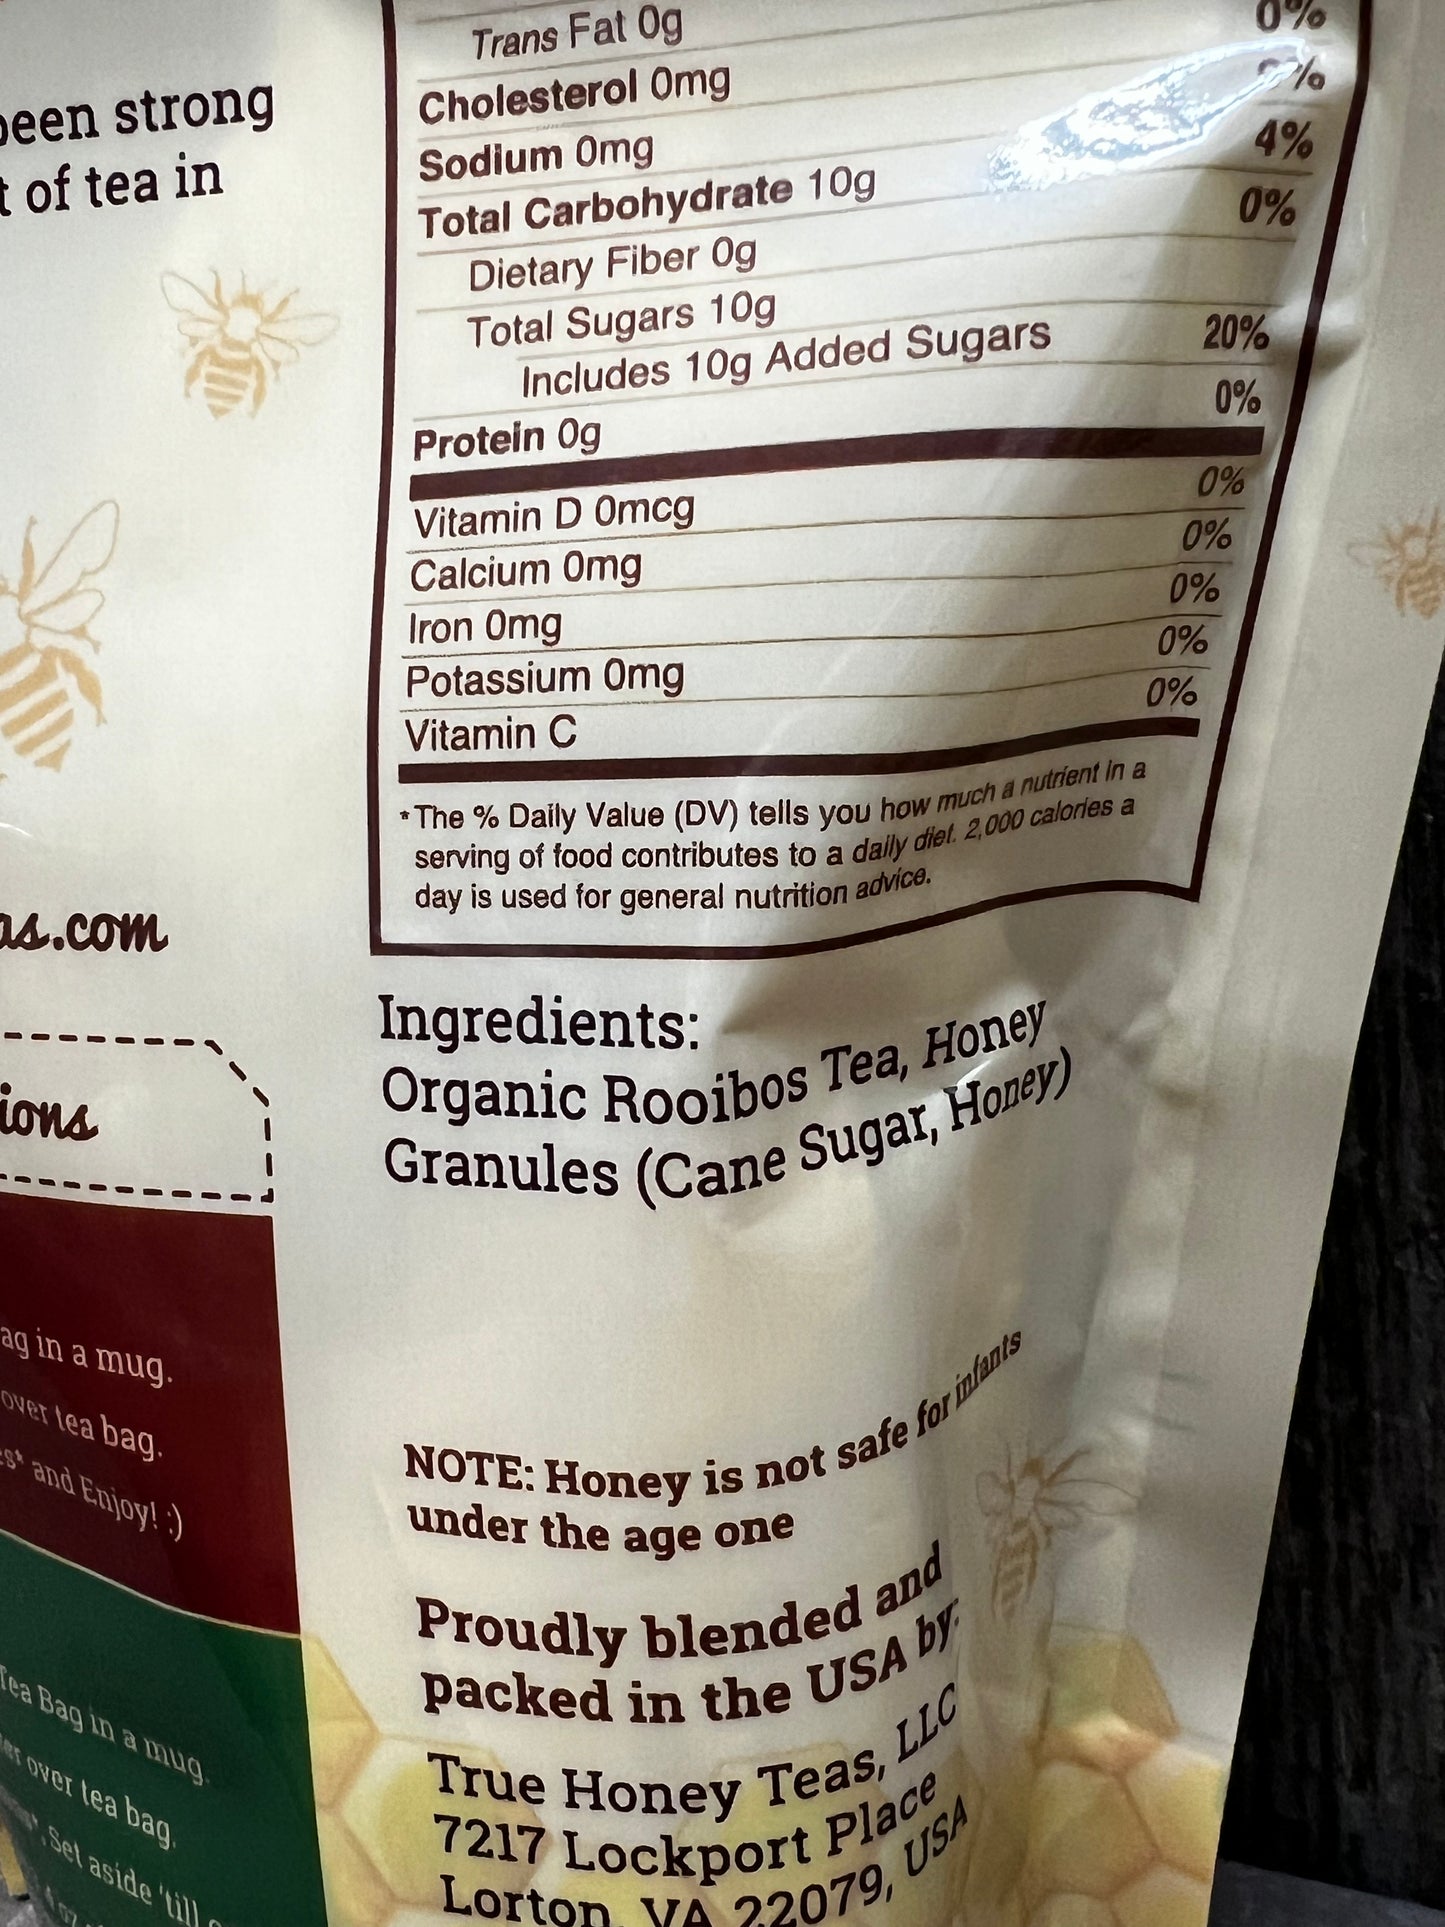 been strong
t of tea in
as.com
ions
ag in a mug.
over tea bag.
es* and Enjoy! :)
Tea Bag in a mug.
over tea bag.
Set aside 'till
Trans Fat 0g
Cholesterol 0mg 0%
Sodium 0mg
Total Carbohydrate 10g 4%
Dietary Fiber 0g 0%
Total Sugars 10g
Includes 10g Added Sugars 20%
Protein 0g 0%
Vitamin D 0mcg 0%
Calcium 0mg 0%
Iron 0mg 0%
Potassium 0mg 0%
Vitamin C 0%
*The % Daily Value (DV) tells you how much a nutrient in a
serving of food contributes to a daily diet. 2,000 calories a
day is used for general nutrition advice.
Ingredients:
Organic Rooibos Tea, Honey
Granules (Cane Sugar, Honey)
NOTE: Honey is not safe for infants
under the age one
Proudly blended and
packed in the USA by:
True Honey Teas, LLC
7217 Lockport Place
Lorton, VA 22079, USA